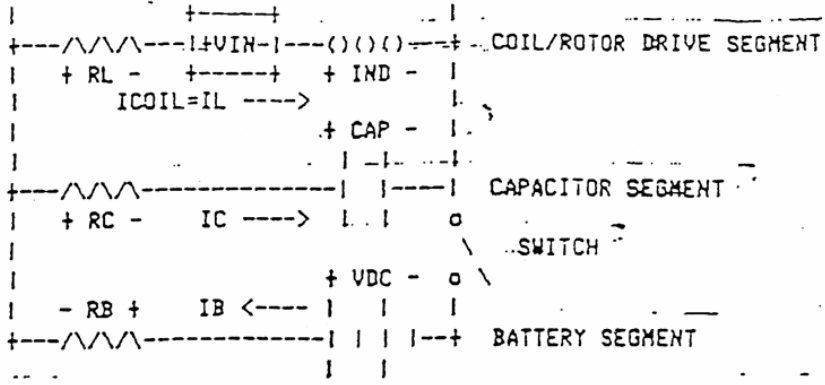 +VIN- COIL/ROTOR DRIVE SEGMENT
+ RL - + IND -
ICOIL=IL ---->
+ CAP -
CAPACITOR SEGMENT
+ RC - IC ---->
SWITCH
+ VDC -
- RB + IB <----
BATTERY SEGMENT